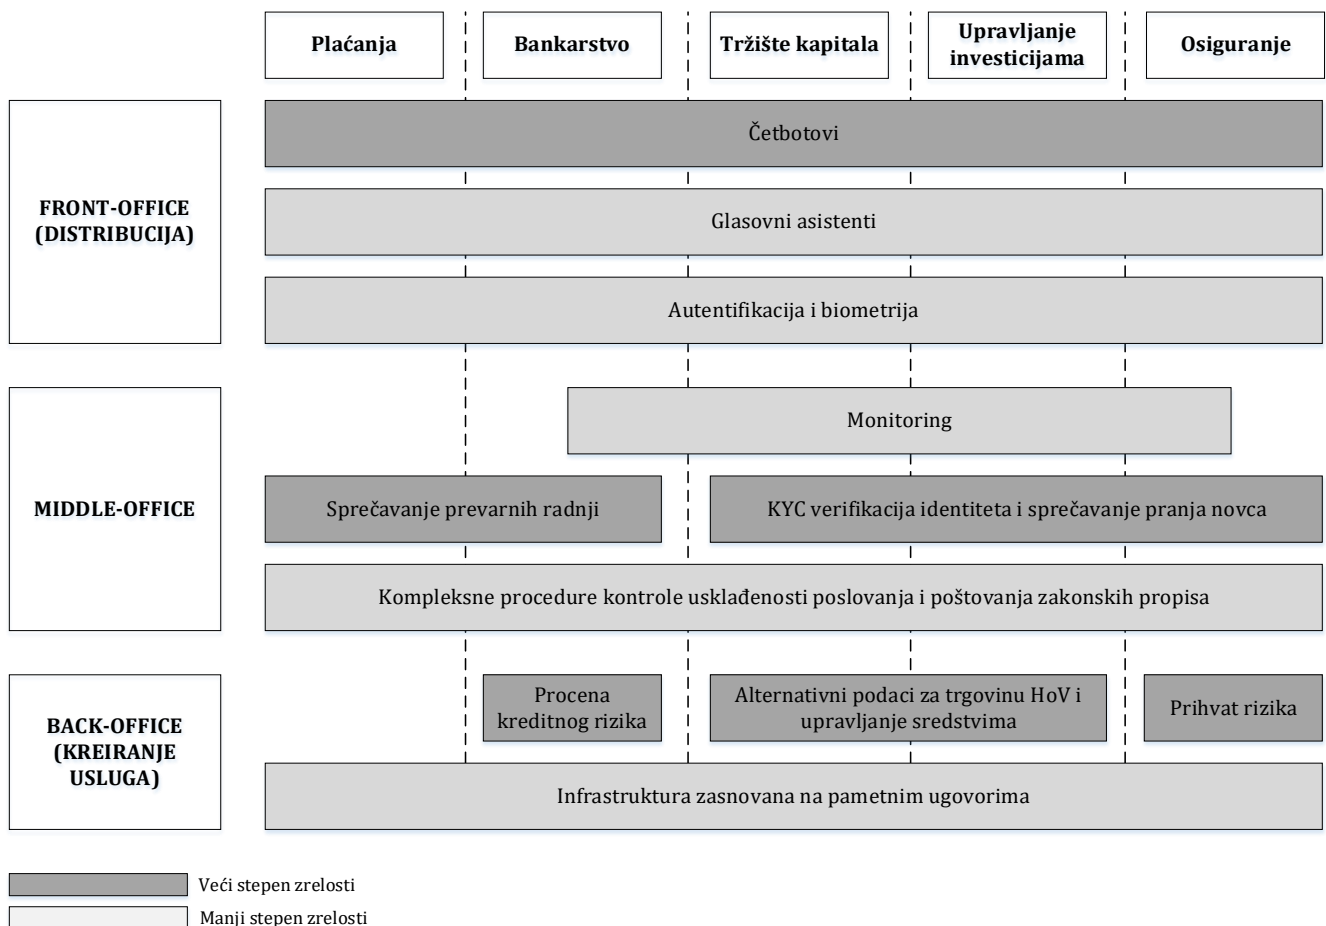 Plaćanja
Bankarstvo
Tržište kapitala
Upravljanje
investicijama
Osiguranje
FRONT-OFFICE
(DISTRIBUCIJA)
Četbotovi
Glasovni asistenti
Autentifikacija i biometrija
MIDDLE-OFFICE
Monitoring
Sprečavanje prevarnih radnji
KYC verifikacija identiteta i sprečavanje pranja novca
Kompleksne procedure kontrole usklađenosti poslovanja i poštovanja zakonskih propisa
BACK-OFFICE
(KREIRANJE
USLUGA)
Procena
kreditnog rizika
Alternativni podaci za trgovinu HoV i
upravljanje sredstvima
Prihvat rizika
Infrastruktura zasnovana na pametnim ugovorima
Veći stepen zrelosti
Manji stepen zrelosti